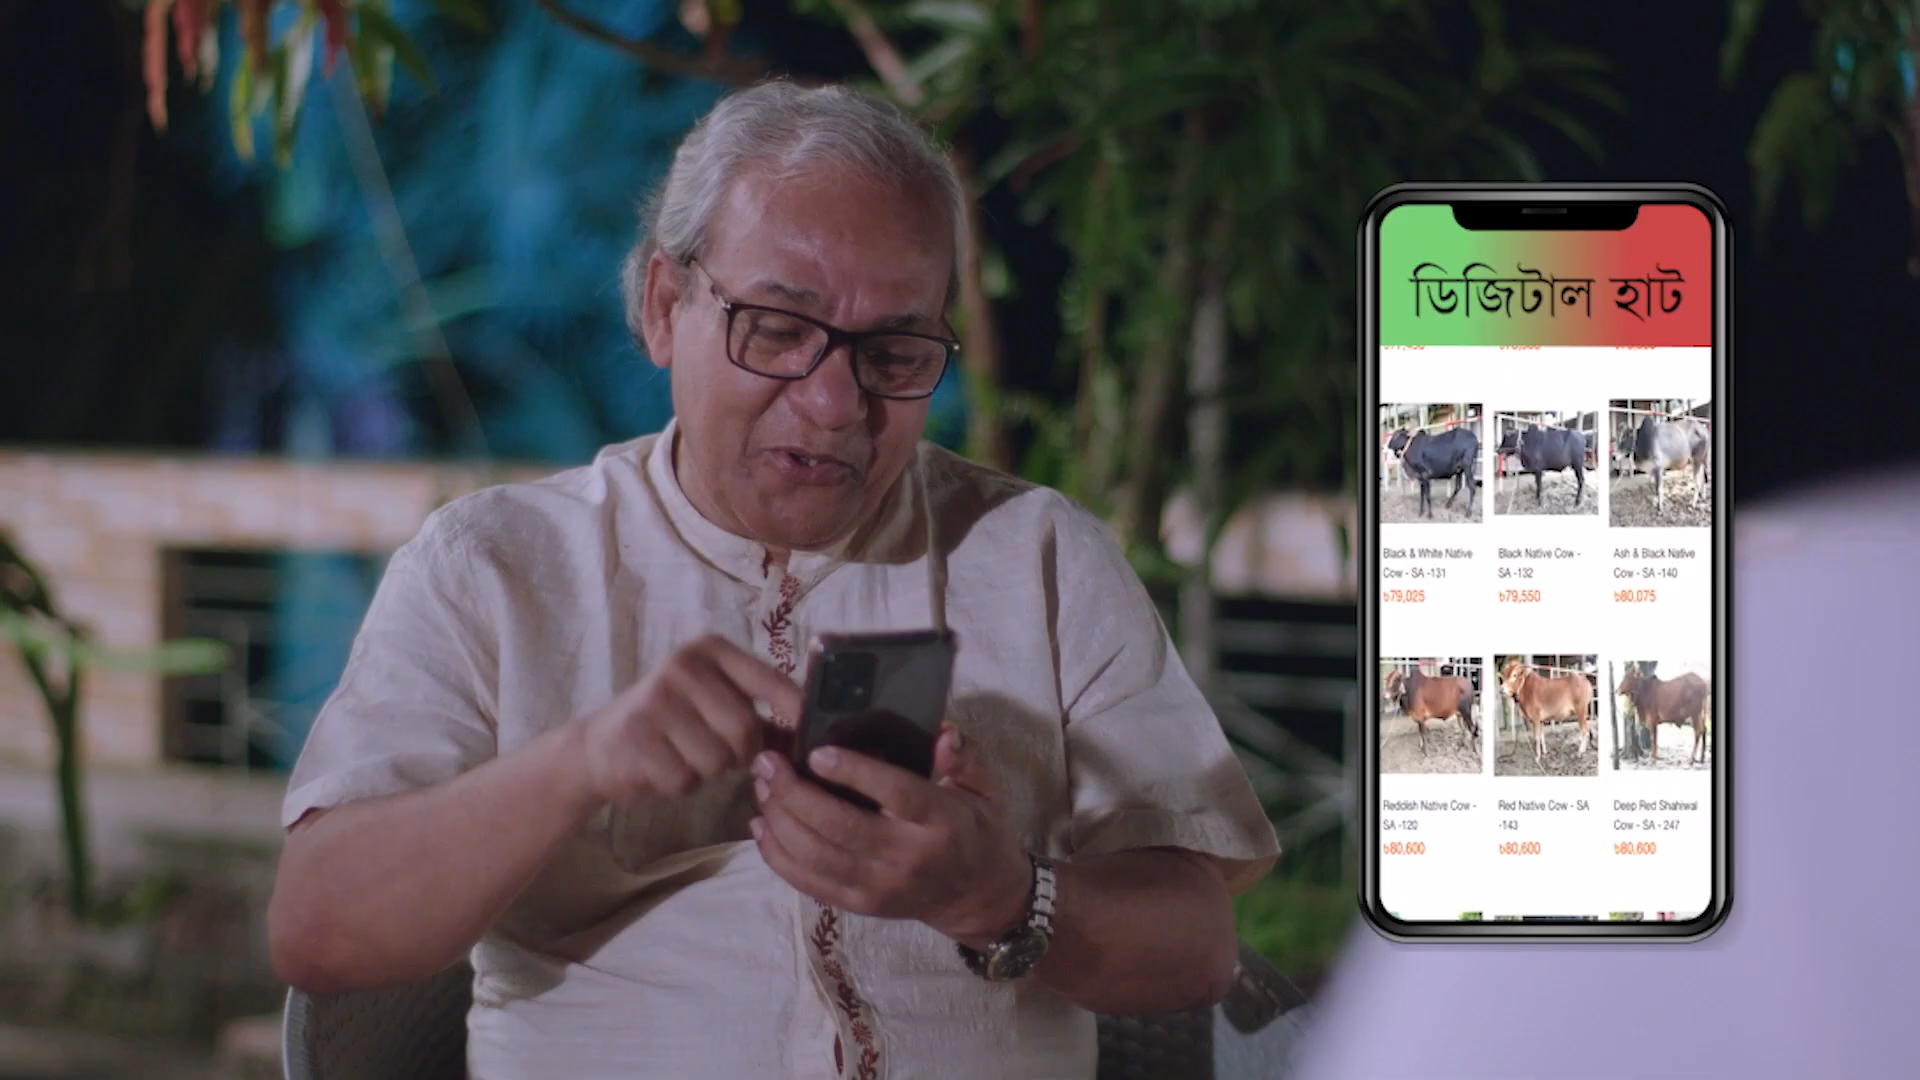 ডিজিটাল হাট
Black & White Native
Cow - SA -131
৳79,025
Black Native Cow -
SA -132
৳79,550
Ash & Black Native
Cow - SA -140
৳80,075
Reddish Native Cow -
SA -120
৳80,600
Red Native Cow - SA
-143
৳80,600
Deep Red Shahiwal
Cow - SA - 247
৳80,600